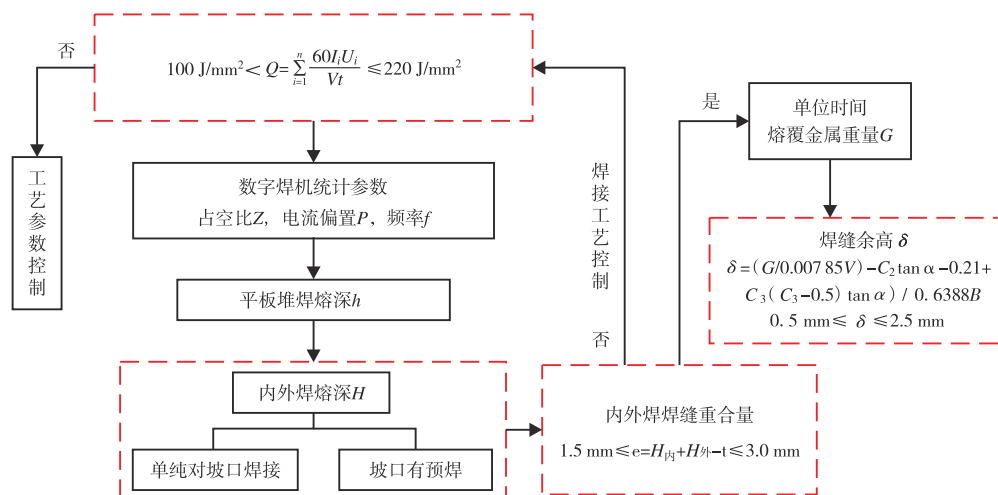 否
100 J/mm²< Q=∑ⁿᵢ₌₁ 60IᵢUᵢ/Vt ≤220 J/mm²
工艺参数控制
数字焊机统计参数
占空比Z，电流偏置P，频率f
平板堆焊熔深h
内外焊熔深H
单纯对坡口焊接
坡口有预焊
内外焊焊缝重合量
1.5 mm≤e=H内+H外-t≤3.0 mm
否
焊接工艺控制
是
单位时间
熔覆金属重量G
焊缝余高 δ
δ=(G/0.007 85V)-C₂tan α-0.21+
C₃(C₃-0.5) tan α) / 0.6388B
0.5 mm≤ δ ≤2.5 mm